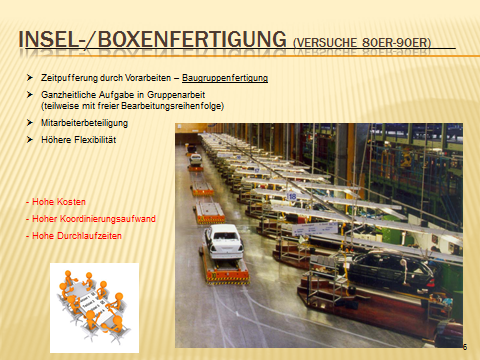 INSEL-/BOXENFERTIGUNG (VERSUCHE 80ER-90ER)
Zeitpufferung durch Vorarbeiten – Baugruppenfertigung
Ganzheitliche Aufgabe in Gruppenarbeit
(teilweise mit freier Bearbeitungsreihenfolge)
Mitarbeiterbeteiligung
Höhere Flexibilität
- Hohe Kosten
- Hoher Koordinierungsaufwand
- Hohe Durchlaufzeiten
6